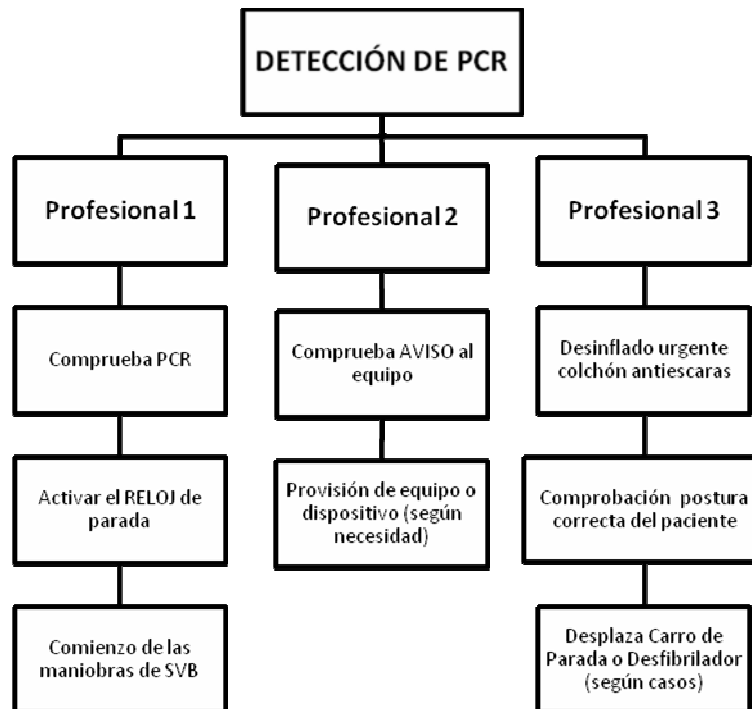 DETECCIÓN DE PCR
Profesional 1
Comprueba PCR
Activar el RELOJ de
parada
Comienzo de las
maniobras de SVB
Profesional 2
Comprueba AVISO al
equipo
Provisión de equipo o
dispositivo (según
necesidad)
Profesional 3
Desinflado urgente
colchón antiescaras
Comprobación postura
correcta del paciente
Desplaza Carro de
Parada o Desfibrilador
(según casos)